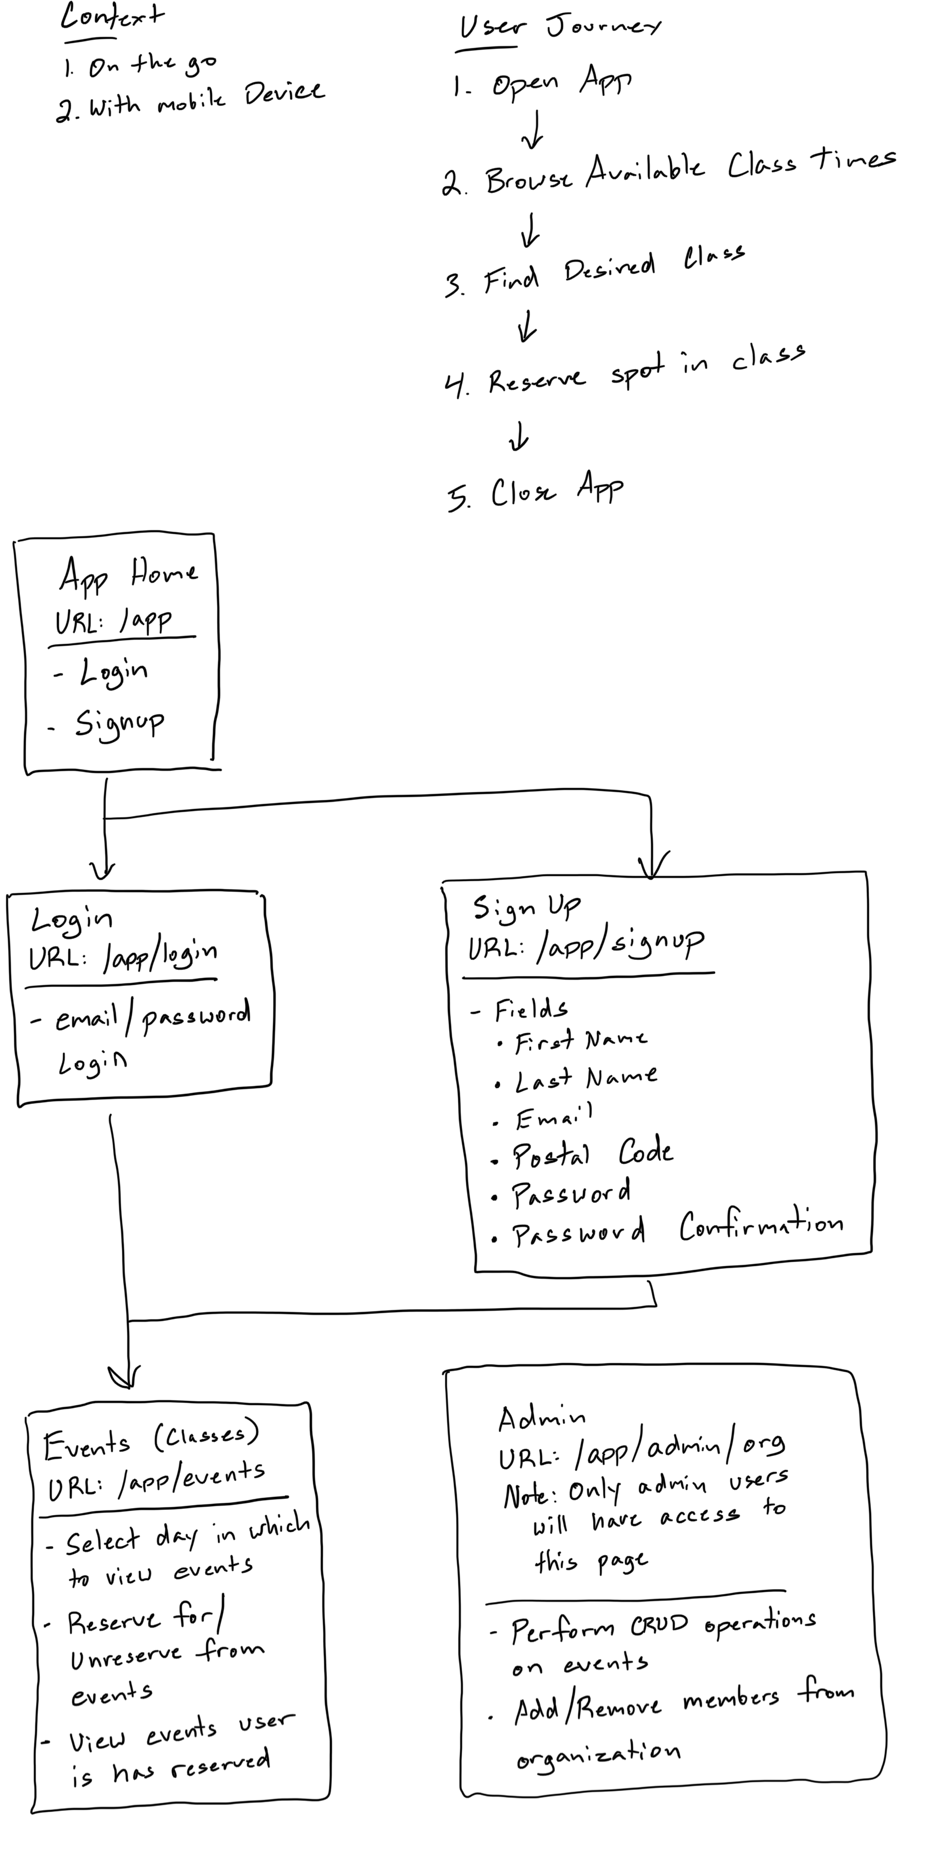 Context
1. On the go
2. With mobile Device
User Journey
1. Open App
2. Browse Available Class times
3. Find Desired Class
4. Reserve spot in class
5. Close App
App Home
URL: /app
- Login
- Signup
Login
URL: /app/login
- email/password
Login
Sign Up
URL: /app/signup
- Fields
• First Name
• Last Name
• Email
• Postal Code
• Password
• Password Confirmation
Events (Classes)
URL: /app/events
- Select day in which
to view events
- Reserve for/
Unreserve from
events
- View events user
is has reserved
Admin
URL: /app/admin/org
Note: Only admin users
will have access to
this page
- Perform CRUD operations
on events
- Add/Remove members from
organization